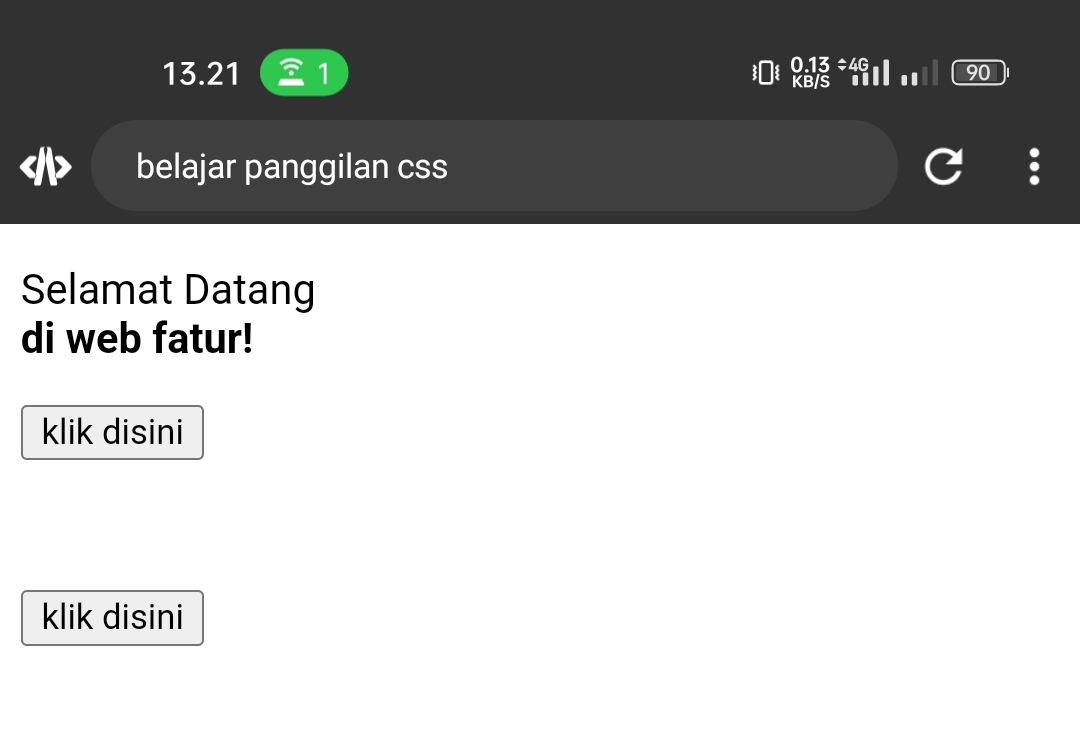 13.21 1 0.13 KB/S 4G 90
belajar panggilan css
Selamat Datang
di web fatur!
klik disini
klik disini